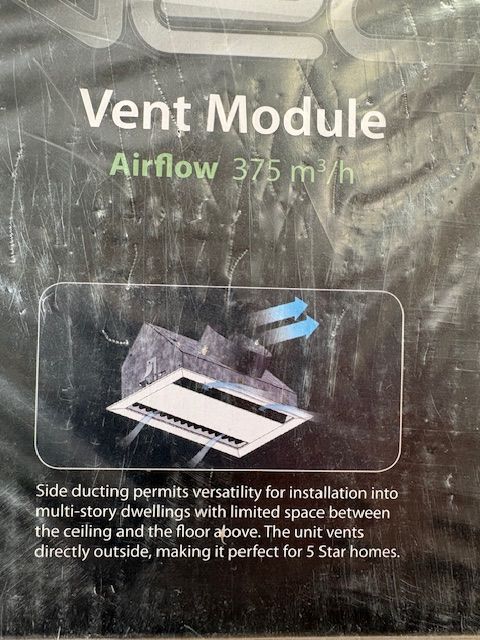 Vent Module
Airflow 375 m³/h
Side ducting permits versatility for installation into
multi-story dwellings with limited space between
the ceiling and the floor above. The unit vents
directly outside, making it perfect for 5 Star homes.